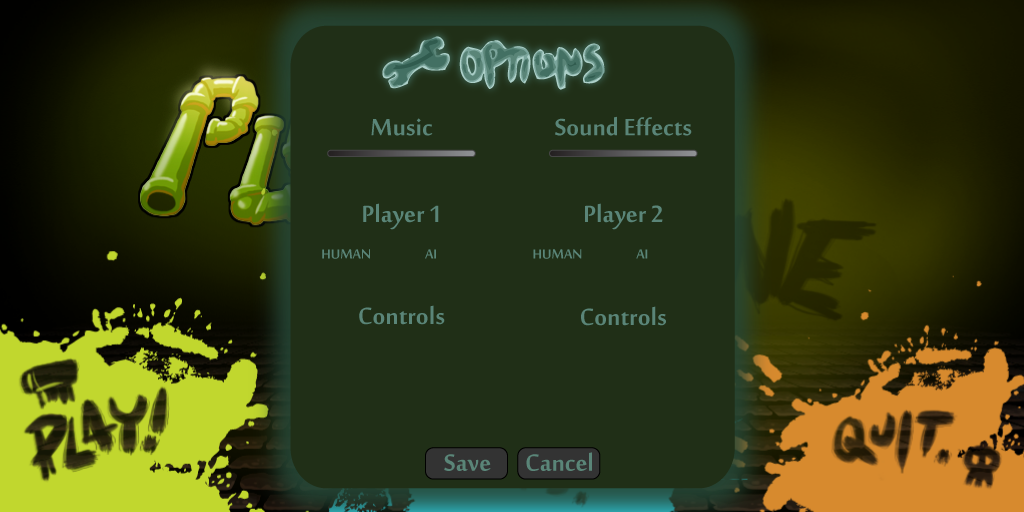 OPTIONS
Music Sound Effects
Player 1 Player 2
HUMAN AI HUMAN AI
Controls Controls
PLAY!
QUIT.
Save Cancel